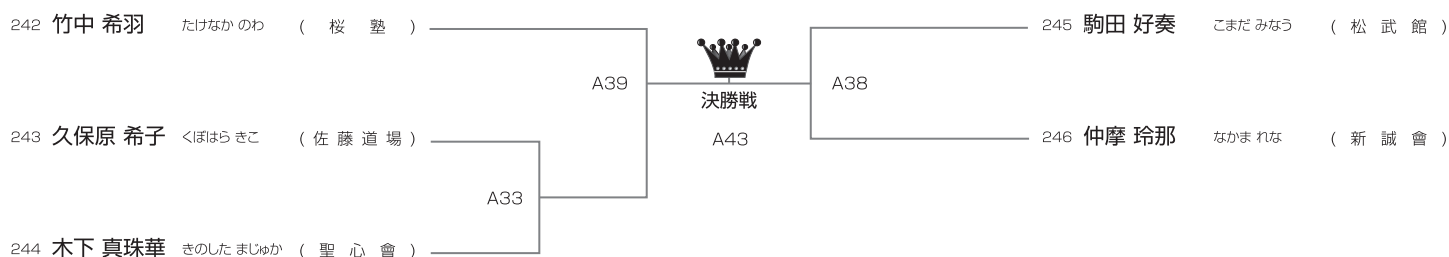 242 竹中 希羽 たけなか のわ ( 桜 塾 )
245 駒田 好奏 こまだ みなう ( 松 武 館 )
A39
A38
決勝戦
243 久保原 希子 くぼはら きこ ( 佐 藤 道 場 )
A43
246 仲摩 玲那 なかま れな ( 新 誠 會 )
A33
244 木下 真珠華 きのした まじゅか ( 聖 心 會 )